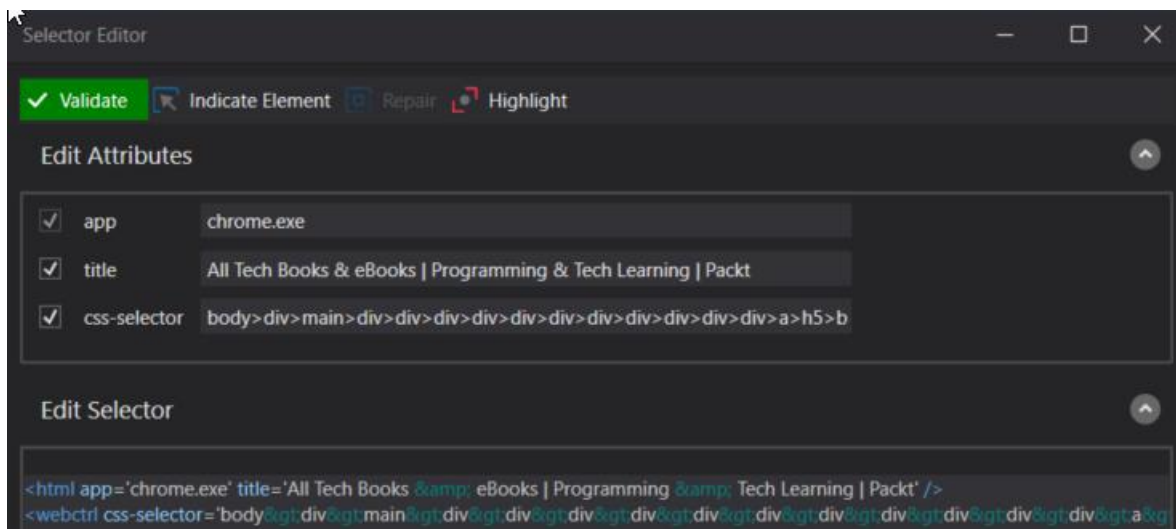 Selector Editor
Validate Indicate Element Repair Highlight
Edit Attributes
app chrome.exe
title All Tech Books & eBooks | Programming & Tech Learning | Packt
css-selector body>div>main>div>div>div>div>div>div>div>div>div>div>div>a>h5>b
Edit Selector
<html app='chrome.exe' title='All Tech Books &amp; eBooks | Programming &amp; Tech Learning | Packt' />
<webctrl css-selector='body&gt;div&gt;main&gt;div&gt;div&gt;div&gt;div&gt;div&gt;div&gt;div&gt;div&gt;div&gt;div&gt;div&gt;a&g